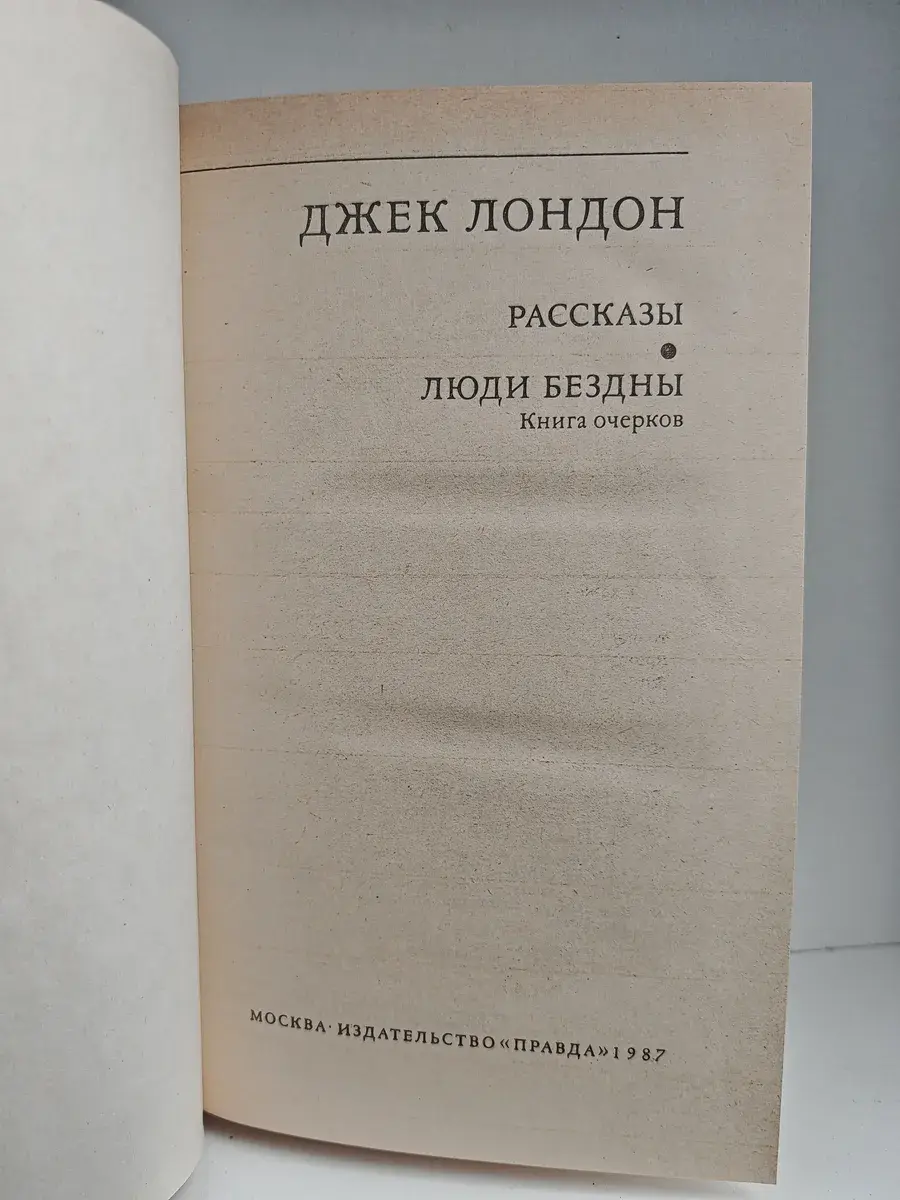 ДЖЕК ЛОНДОН
РАССКАЗЫ
ЛЮДИ БЕЗДНЫ
Книга очерков
МОСКВА · ИЗДАТЕЛЬСТВО «ПРАВДА» 1987